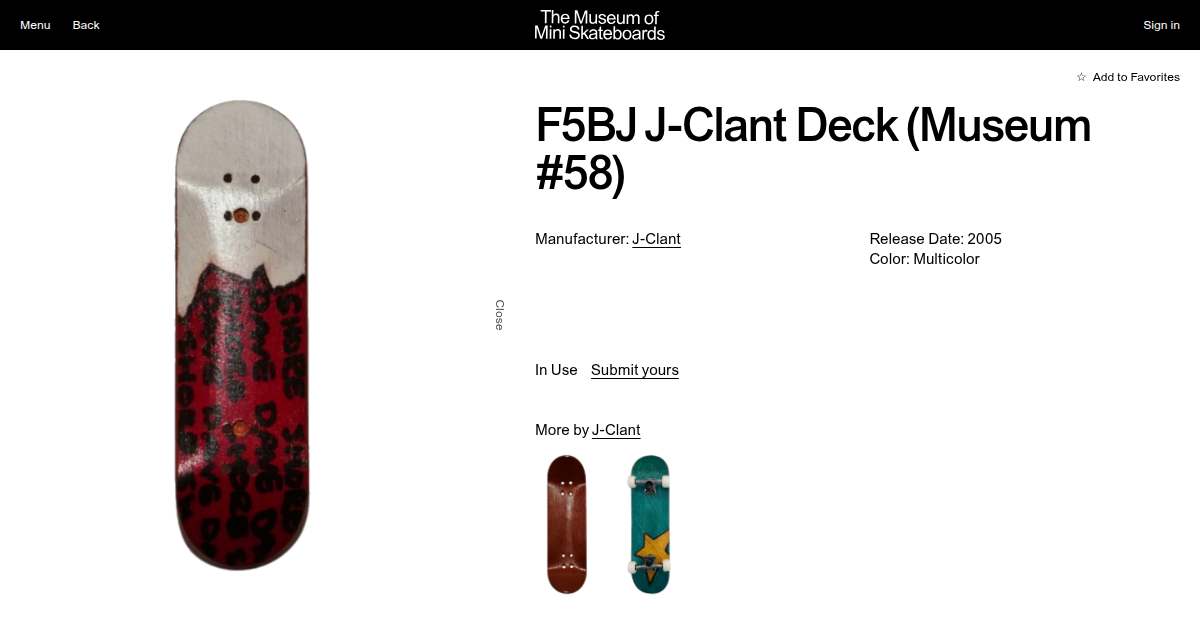 Menu
Back
The Museum of
Mini Skateboards
Sign in
☆ Add to Favorites
F5BJ J-Clant Deck (Museum
#58)
Manufacturer: J-Clant
Release Date: 2005
Color: Multicolor
Close
In Use
Submit yours
More by J-Clant